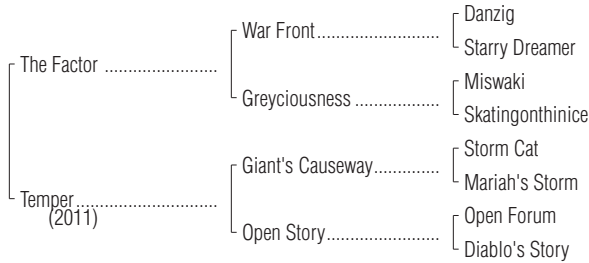 Danzig
War Front
Starry Dreamer
The Factor
Miswaki
Greyciousness
Skatingonthinice
Storm Cat
Giant's Causeway
Mariah's Storm
Temper
(2011)
Open Forum
Open Story
Diablo's Story